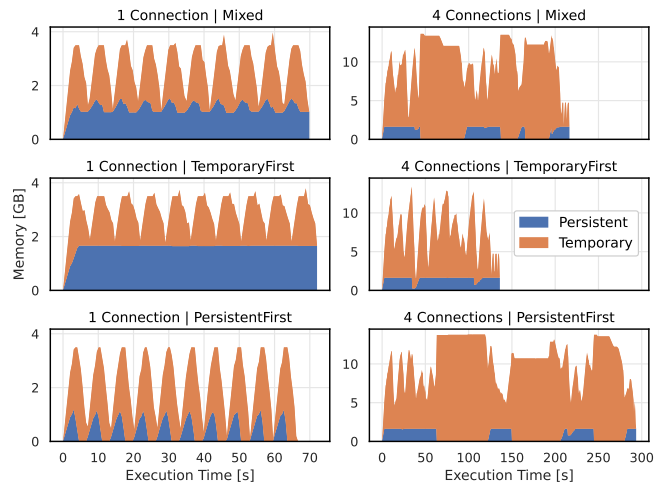 1 Connection | Mixed
4 Connections | Mixed
4
2
0
10
5
0
1 Connection | TemporaryFirst
4 Connections | TemporaryFirst
Memory [GB]
4
2
0
10
5
0
Persistent
Temporary
1 Connection | PersistentFirst
4 Connections | PersistentFirst
4
2
0
10
5
0
0 10 20 30 40 50 60 70
0 50 100 150 200 250 300
Execution Time [s]
Execution Time [s]